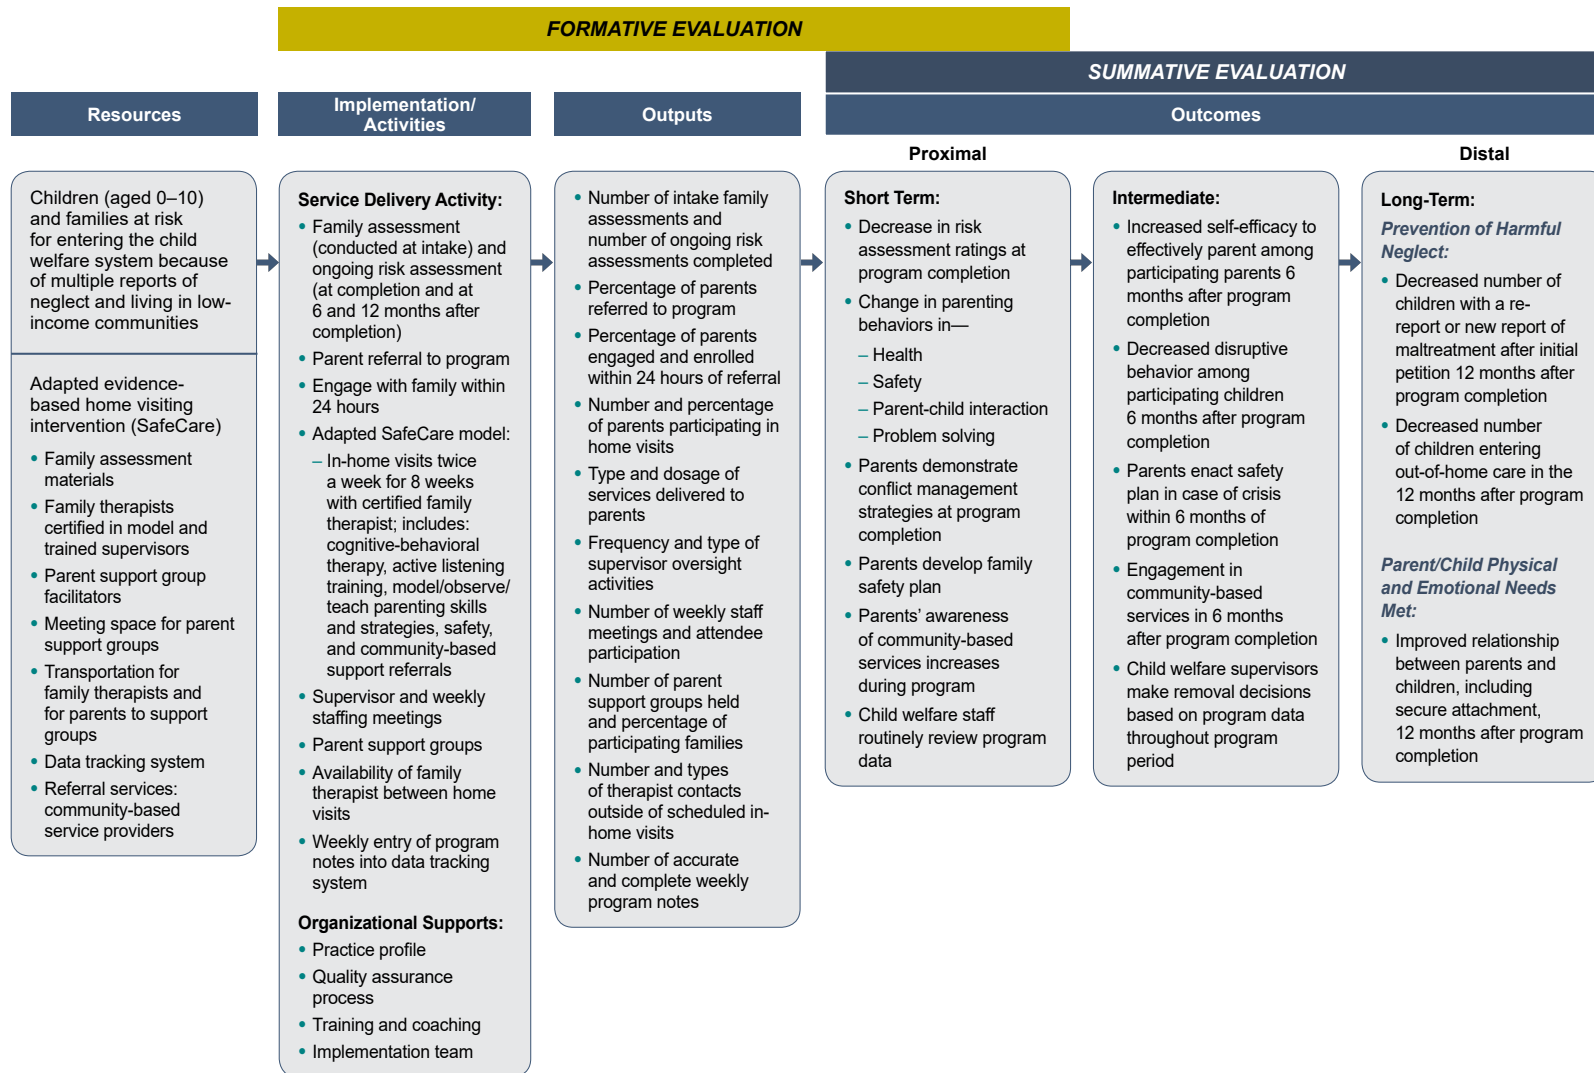 FORMATIVE EVALUATION
SUMMATIVE EVALUATION
Resources
Implementation/
Activities
Outputs
Outcomes
Proximal
Distal
Children (aged 0–10)
and families at risk
for entering the child
welfare system because
of multiple reports of
neglect and living in low-
income communities
Adapted evidence-
based home visiting
intervention (SafeCare)
• Family assessment
materials
• Family therapists
certified in model and
trained supervisors
• Parent support group
facilitators
• Meeting space for parent
support groups
• Transportation for
family therapists and
for parents to support
groups
• Data tracking system
• Referral services:
community-based
service providers
Service Delivery Activity:
• Family assessment
(conducted at intake) and
ongoing risk assessment
(at completion and at
6 and 12 months after
completion)
• Parent referral to program
• Engage with family within
24 hours
• Adapted SafeCare model:
– In-home visits twice
a week for 8 weeks
with certified family
therapist; includes:
cognitive-behavioral
therapy, active listening
training, model/observe/
teach parenting skills
and strategies, safety,
and community-based
support referrals
• Supervisor and weekly
staffing meetings
• Parent support groups
• Availability of family
therapist between home
visits
• Weekly entry of program
notes into data tracking
system
Organizational Supports:
• Practice profile
• Quality assurance
process
• Training and coaching
• Implementation team
• Number of intake family
assessments and
number of ongoing risk
assessments completed
• Percentage of parents
referred to program
• Percentage of parents
engaged and enrolled
within 24 hours of referral
• Number and percentage
of parents participating in
home visits
• Type and dosage of
services delivered to
parents
• Frequency and type of
supervisor oversight
activities
• Number of weekly staff
meetings and attendee
participation
• Number of parent
support groups held
and percentage of
participating families
• Number and types
of therapist contacts
outside of scheduled in-
home visits
• Number of accurate
and complete weekly
program notes
Short Term:
• Decrease in risk
assessment ratings at
program completion
• Change in parenting
behaviors in—
– Health
– Safety
– Parent-child interaction
– Problem solving
• Parents demonstrate
conflict management
strategies at program
completion
• Parents develop family
safety plan
• Parents’ awareness
of community-based
services increases
during program
• Child welfare staff
routinely review program
data
Intermediate:
• Increased self-efficacy to
effectively parent among
participating parents 6
months after program
completion
• Decreased disruptive
behavior among
participating children
6 months after program
completion
• Parents enact safety
plan in case of crisis
within 6 months of
program completion
• Engagement in
community-based
services in 6 months
after program completion
• Child welfare supervisors
make removal decisions
based on program data
throughout program
period
Long-Term:
Prevention of Harmful
Neglect:
• Decreased number of
children with a re-
report or new report of
maltreatment after initial
petition 12 months after
program completion
• Decreased number
of children entering
out-of-home care in the
12 months after program
completion
Parent/Child Physical
and Emotional Needs
Met:
• Improved relationship
between parents and
children, including
secure attachment,
12 months after program
completion